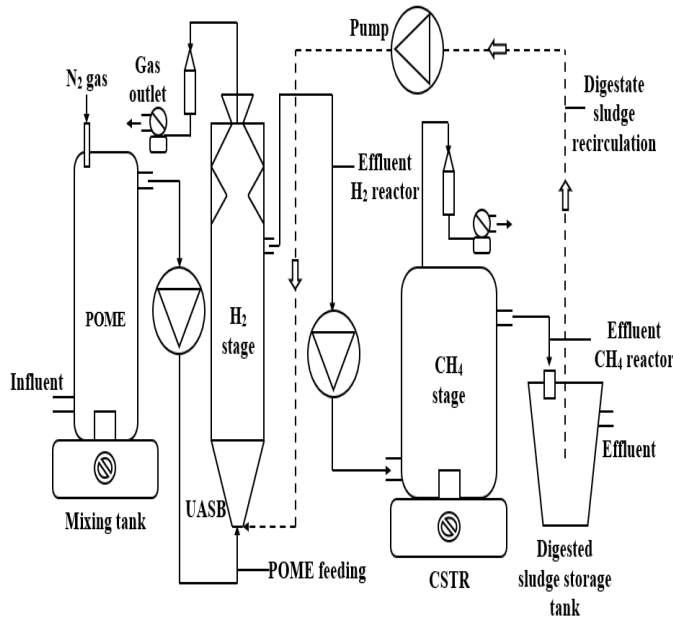 Pump
N₂ gas
Gas
outlet
Digestate
sludge
recirculation
Effluent
H₂ reactor
POME
H₂
stage
CH₄
stage
Effluent
CH₄ reactor
Influent
Effluent
UASB
Mixing tank
POME feeding
CSTR
Digested
sludge storage
tank